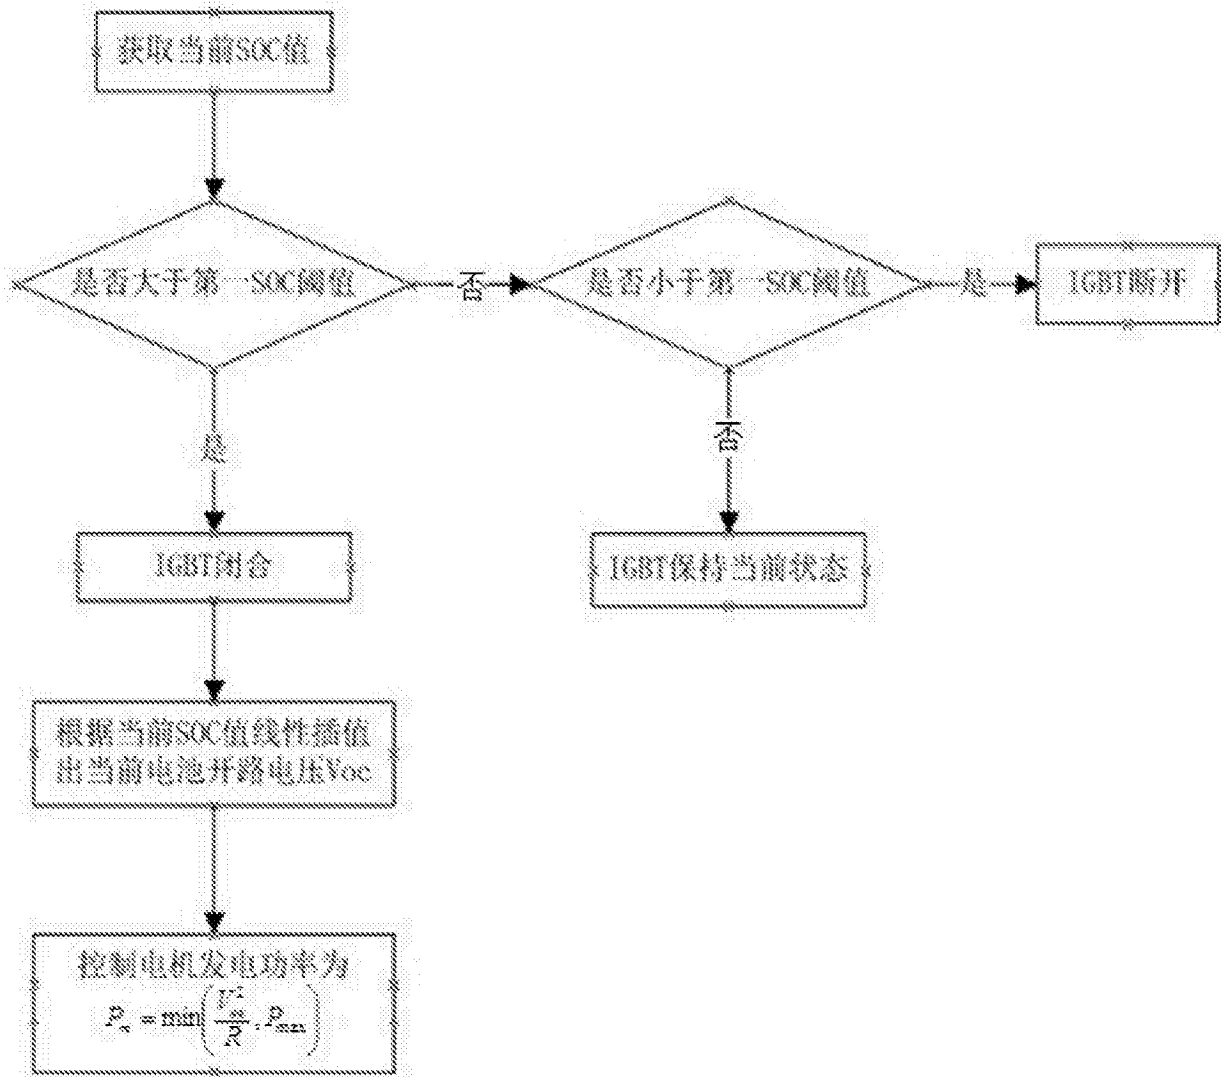 获取当前SOC值
是否大于第一SOC阈值
否
是否小于第一SOC阈值
是
IGBT断开
是
否
IGBT闭合
IGBT保持当前状态
根据当前SOC值线性插值
出当前电池开路电压Voc
控制电机发电功率为
= min( / R , Pmax )